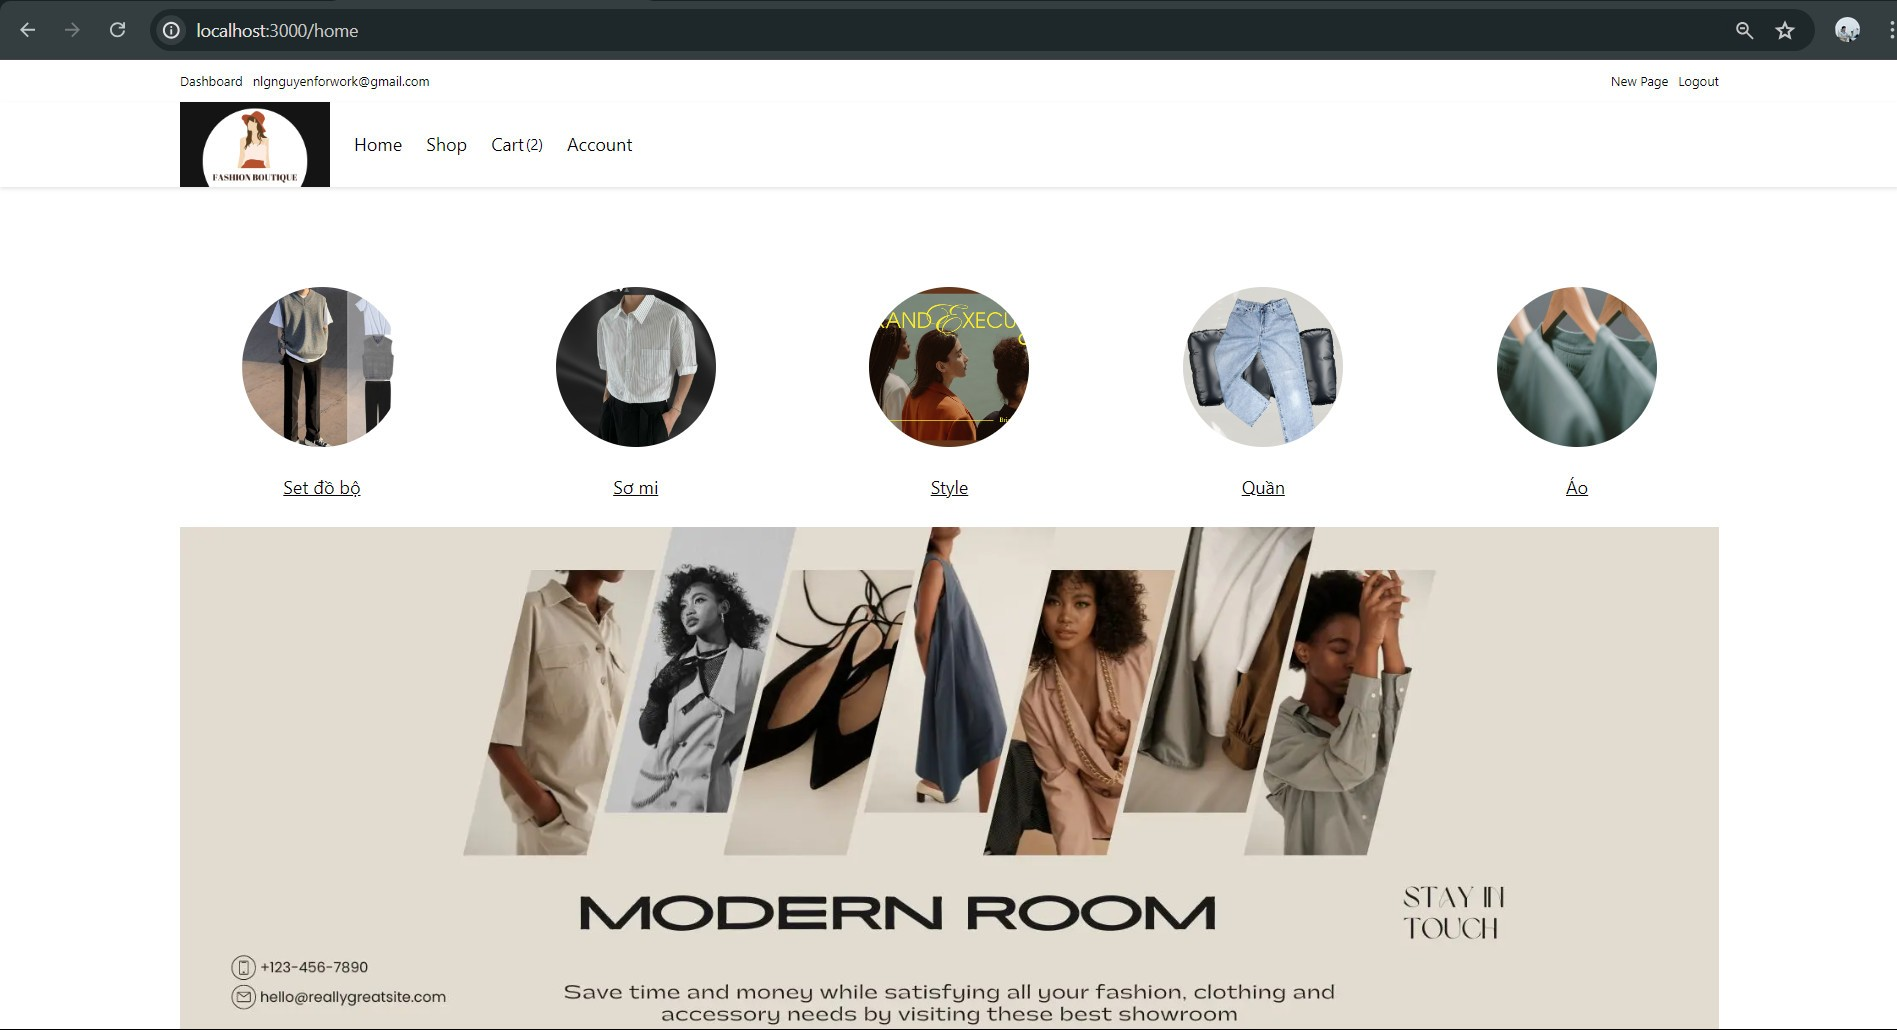 localhost:3000/home
Dashboard nlgnguyenforwork@gmail.com
New Page Logout
FASHION BOUTIQUE
Home Shop Cart(2) Account
RAND EXECU
Set đồ bộ
Sơ mi
Style
Quần
Áo
MODERN ROOM
STAY IN
TOUCH
+123-456-7890
hello@reallygreatsite.com
Save time and money while satisfying all your fashion, clothing and
accessory needs by visiting these best showroom